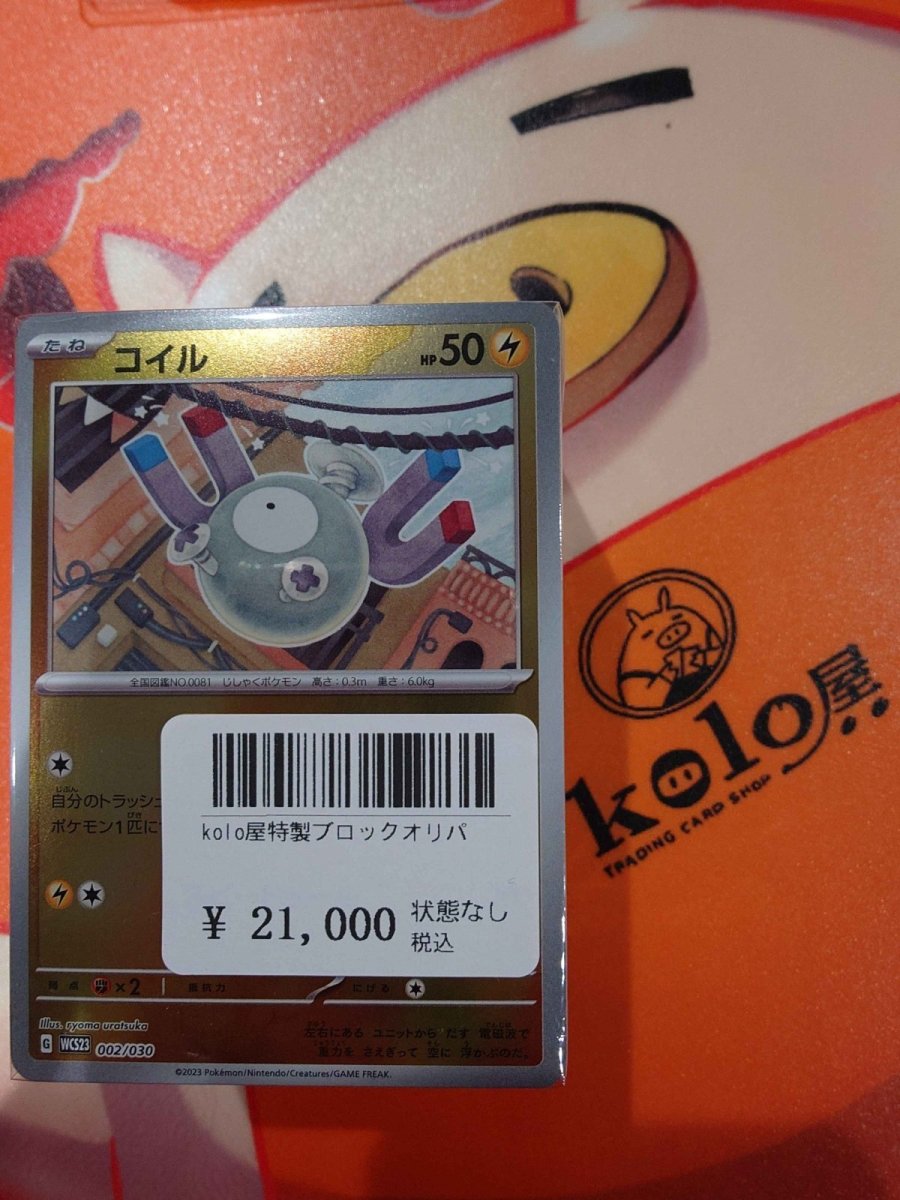 たね コイル HP 50
全国図鑑NO.0081 じしゃくポケモン 高さ:0.3m 重さ:6.0kg
じぶん
自分のトラッシュ
ポケモン1匹に
kolo屋特製ブロックオリパ
¥ 21,000 状態なし
税込
弱点 ×2 抵抗力 にげる
Illus. ryoma uratsuka
左右にある ユニットから だす 電磁波で
重力を さえぎって 空に 浮かぶのだ。
G WCS23 002/030
©2023 Pokémon/Nintendo/Creatures/GAME FREAK.
kolo屋
TRADING CARD SHOP